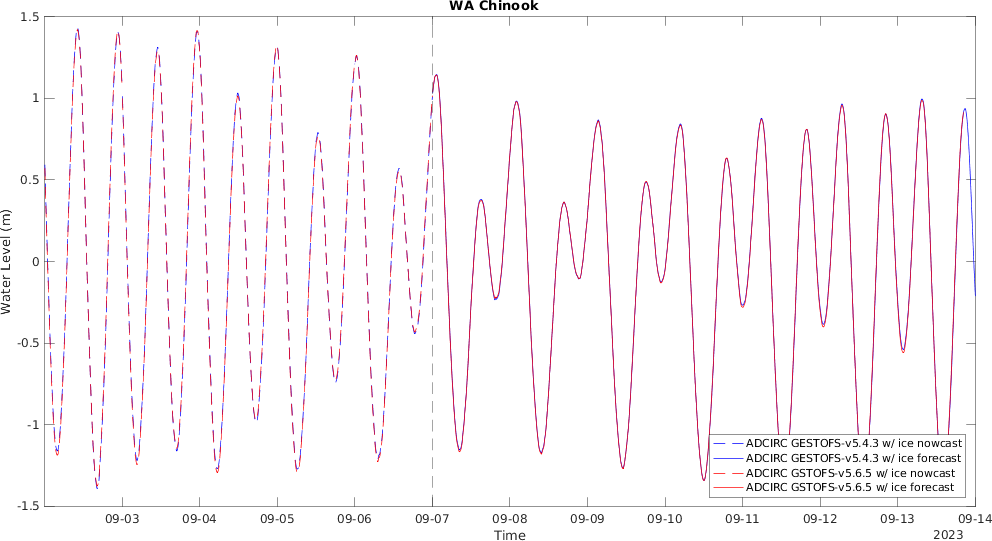 WA Chinook
1.5
1
0.5
0
-0.5
-1
-1.5
Water Level (m)
ADCIRC GESTOFS-v5.4.3 w/ ice nowcast
ADCIRC GESTOFS-v5.4.3 w/ ice forecast
ADCIRC GSTOFS-v5.6.5 w/ ice nowcast
ADCIRC GSTOFS-v5.6.5 w/ ice forecast
09-03 09-04 09-05 09-06 09-07 09-08 09-09 09-10 09-11 09-12 09-13 09-14
Time
2023